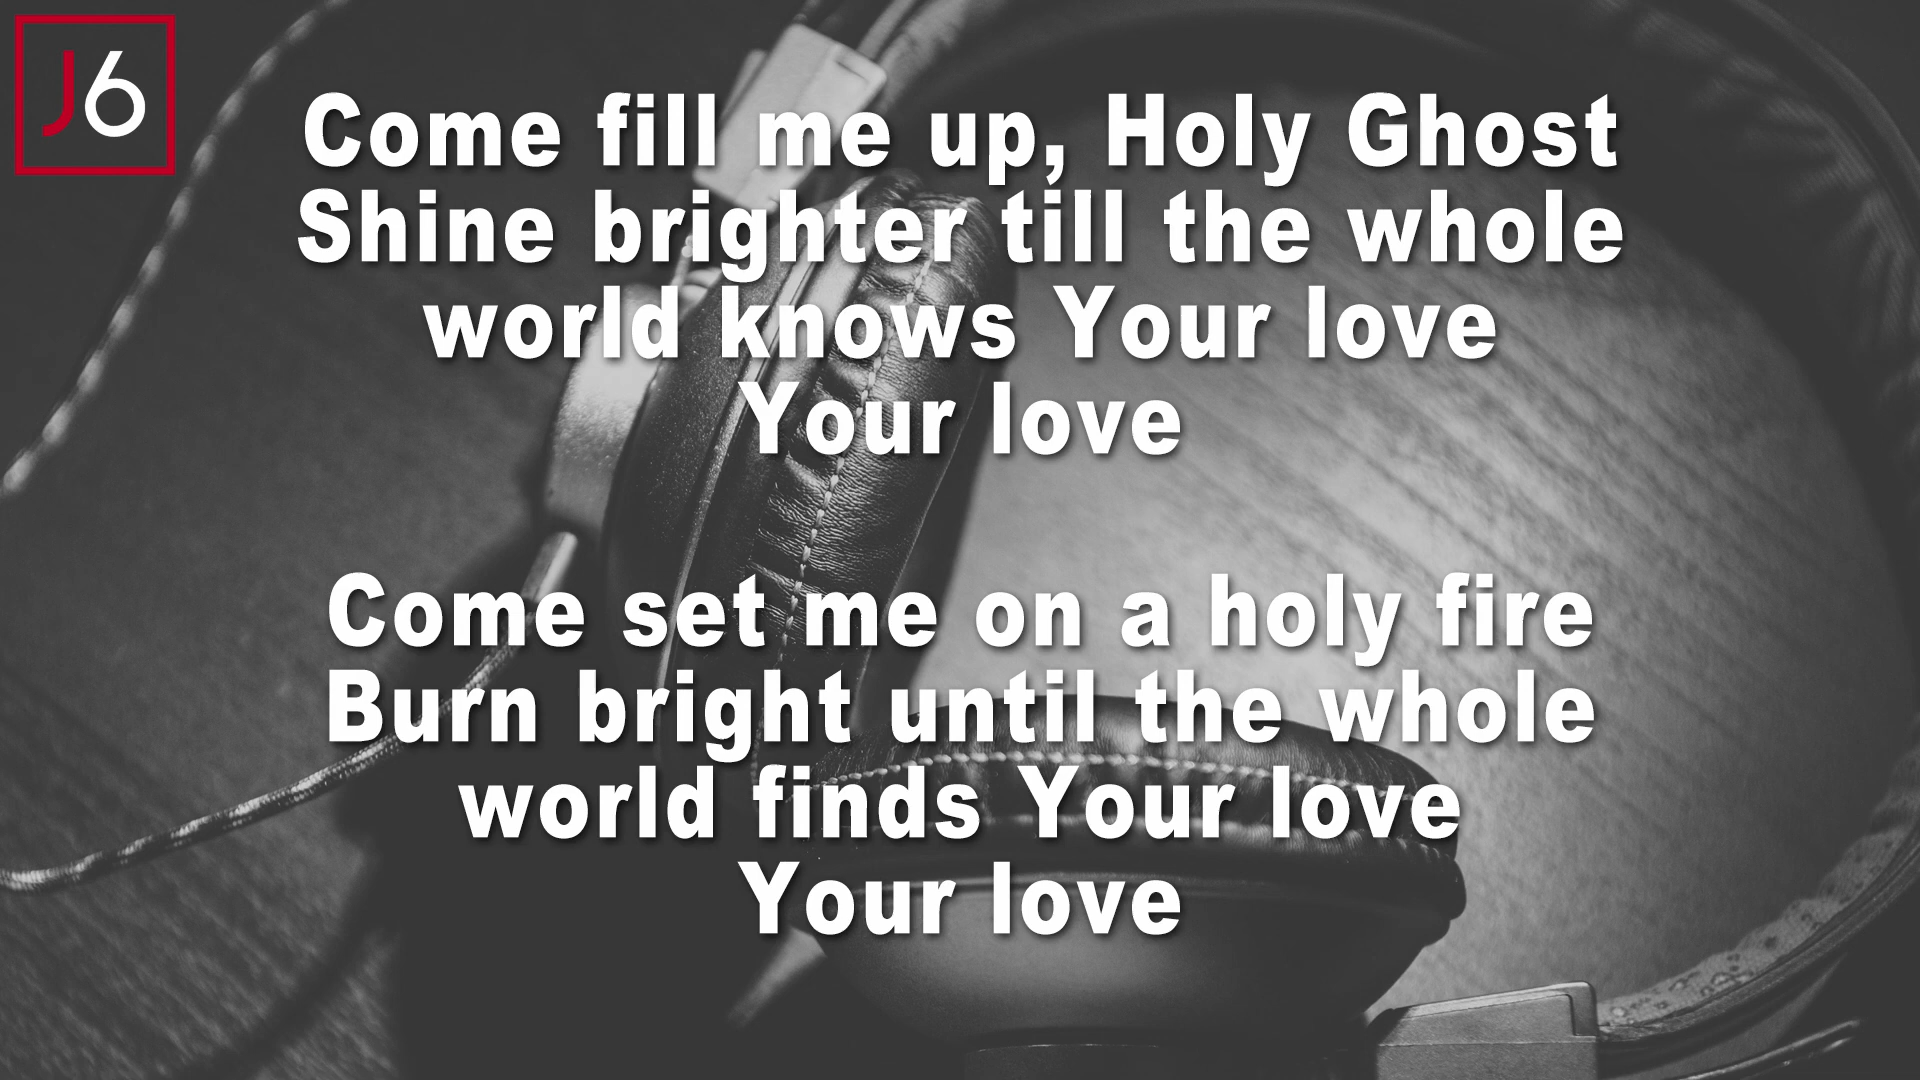 J6
Come fill me up, Holy Ghost
Shine brighter till the whole
world knows Your love
Your love
Come set me on a holy fire
Burn bright until the whole
world finds Your love
Your love